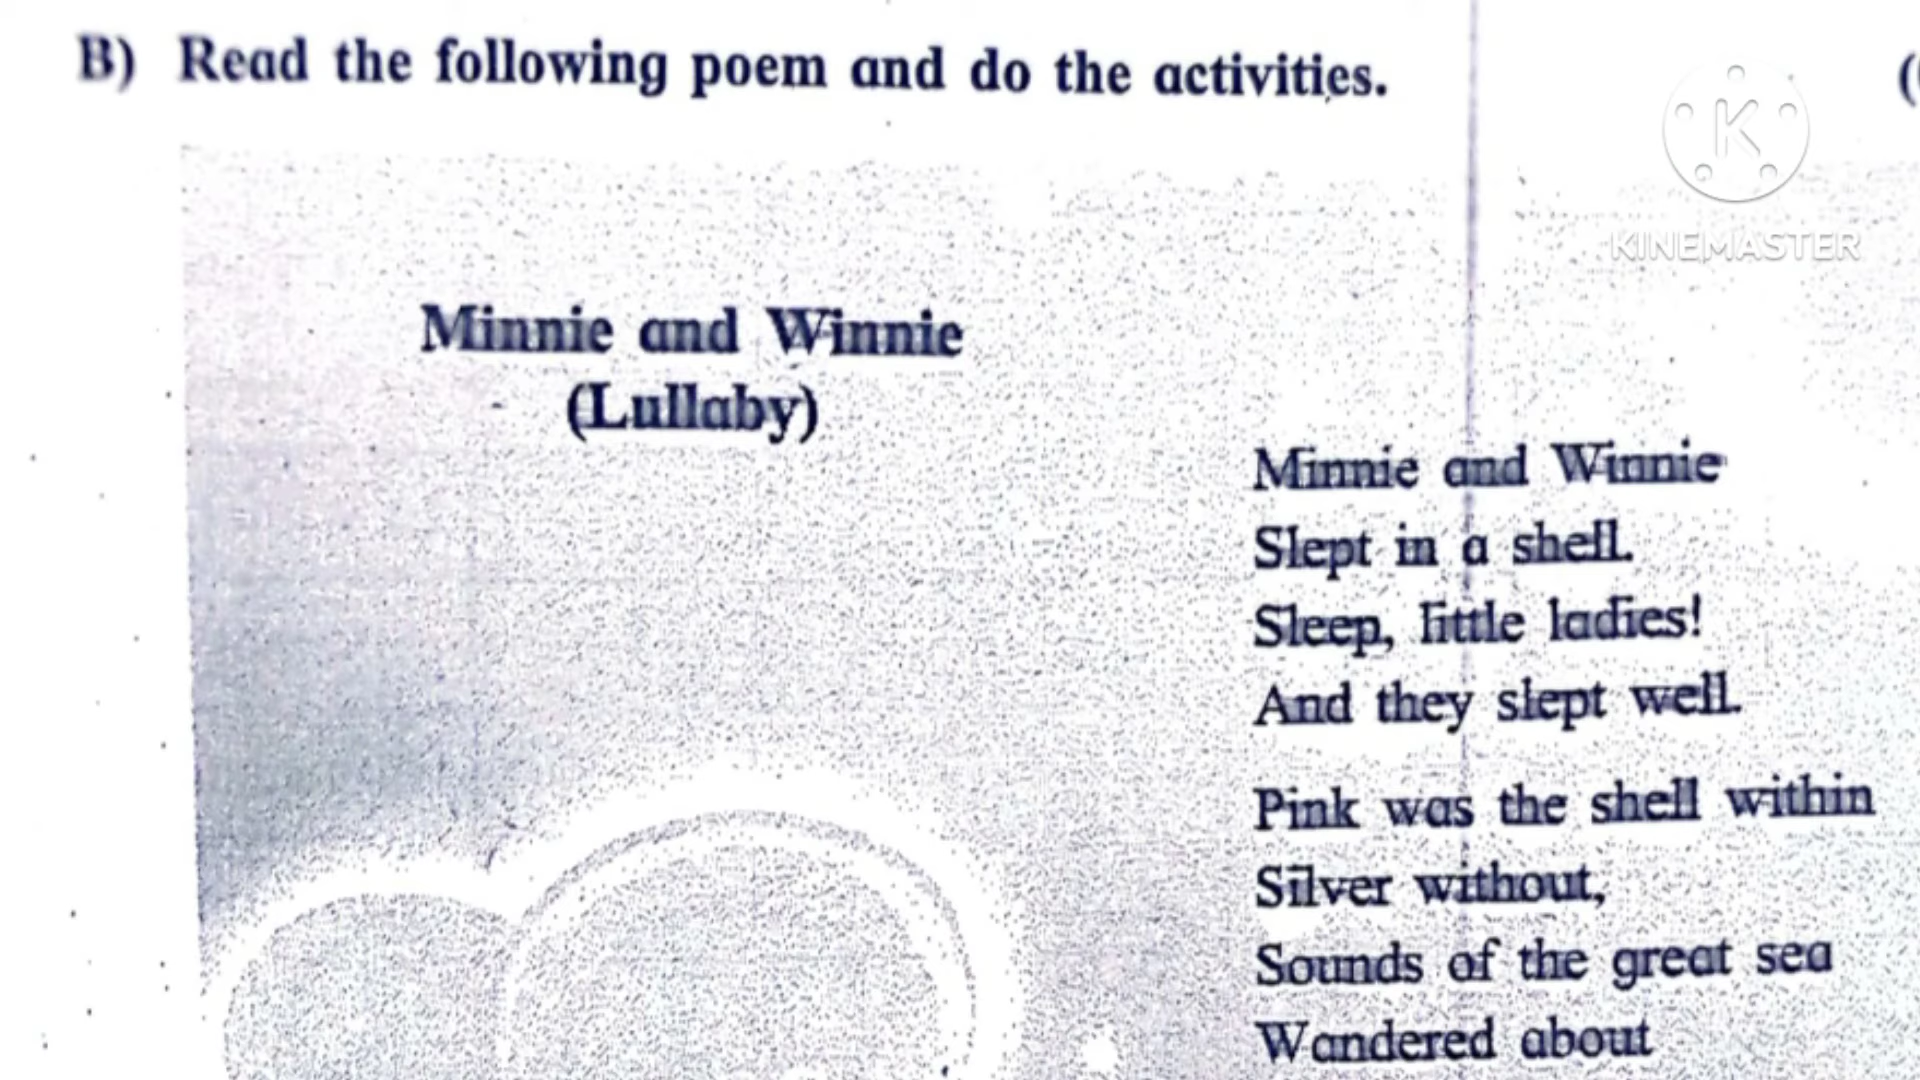 B) Read the following poem and do the activities.
(
K
KINEMASTER
Minnie and Winnie
(Lullaby)
Minnie and Winnie
Slept in a shell.
Sleep, little ladies!
And they slept well.
Pink was the shell within
Silver without,
Sounds of the great sea
Wandered about